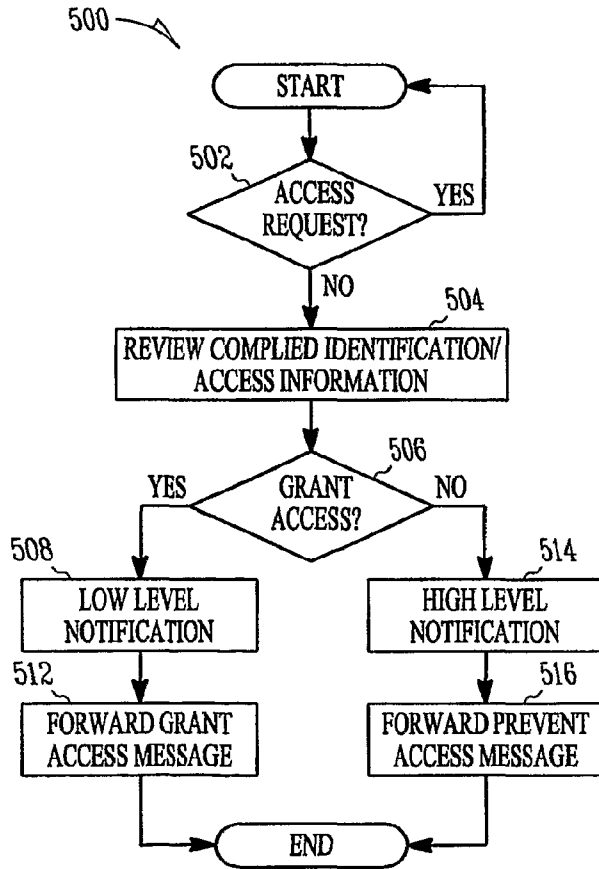 500
START
502
ACCESS
REQUEST?
YES
NO
504
REVIEW COMPLIED IDENTIFICATION/
ACCESS INFORMATION
506
YES
GRANT
ACCESS?
NO
508
LOW LEVEL
NOTIFICATION
514
HIGH LEVEL
NOTIFICATION
512
FORWARD GRANT
ACCESS MESSAGE
516
FORWARD PREVENT
ACCESS MESSAGE
END